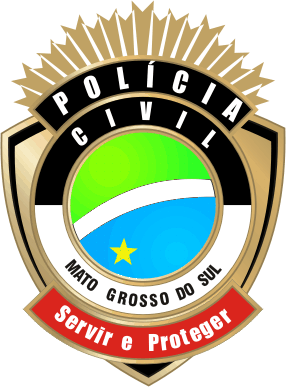 POLÍCIA
CIVIL
MATO GROSSO DO SUL
Servir e Proteger